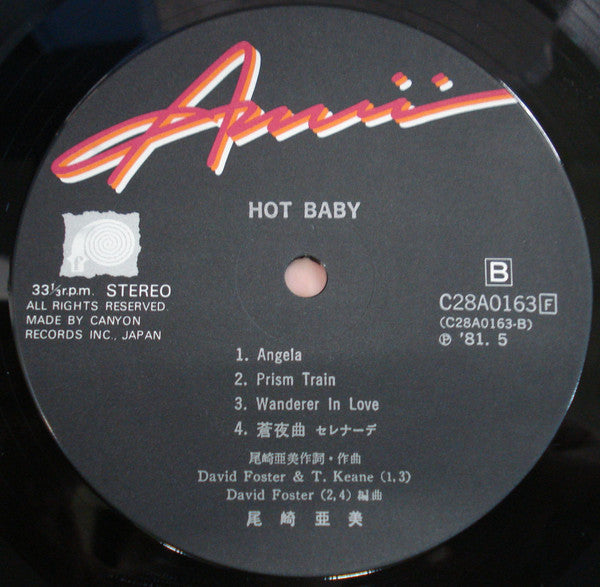 Amii
HOT BABY
f
33⅓r.p.m. STEREO
ALL RIGHTS RESERVED.
MADE BY CANYON
RECORDS INC., JAPAN
B
C28A0163 F
(C28A0163-B)
Ⓟ '81. 5
1. Angela
2. Prism Train
3. Wanderer In Love
4. 蒼夜曲 セレナーデ
尾崎亜美作詞・作曲
David Foster & T. Keane (1,3)
David Foster (2,4) 編曲
尾崎亜美